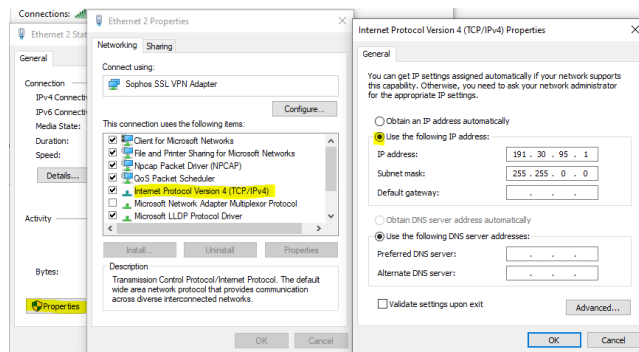 Connections:
Ethernet 2 Stat
General
Connection
IPv4 Connecti
IPv6 Connecti
Media State:
Duration:
Speed:
Details...
Activity
Bytes:
Properties
Ethernet 2 Properties
Networking Sharing
Connect using:
Sophos SSL VPN Adapter
Configure...
This connection uses the following items:
Client for Microsoft Networks
File and Printer Sharing for Microsoft Networks
Npcap Packet Driver (NPCAP)
QoS Packet Scheduler
Internet Protocol Version 4 (TCP/IPv4)
Microsoft Network Adapter Multiplexor Protocol
Microsoft LLDP Protocol Driver
Install... Uninstall Properties
Description
Transmission Control Protocol/Internet Protocol. The default
wide area network protocol that provides communication
across diverse interconnected networks.
OK Cancel
Internet Protocol Version 4 (TCP/IPv4) Properties
General
You can get IP settings assigned automatically if your network supports
this capability. Otherwise, you need to ask your network administrator
for the appropriate IP settings.
Obtain an IP address automatically
Use the following IP address:
IP address: 191 . 30 . 95 . 1
Subnet mask: 255 . 255 . 0 . 0
Default gateway: . . .
Obtain DNS server address automatically
Use the following DNS server addresses:
Preferred DNS server: . . .
Alternate DNS server: . . .
Validate settings upon exit
Advanced...
OK Cancel